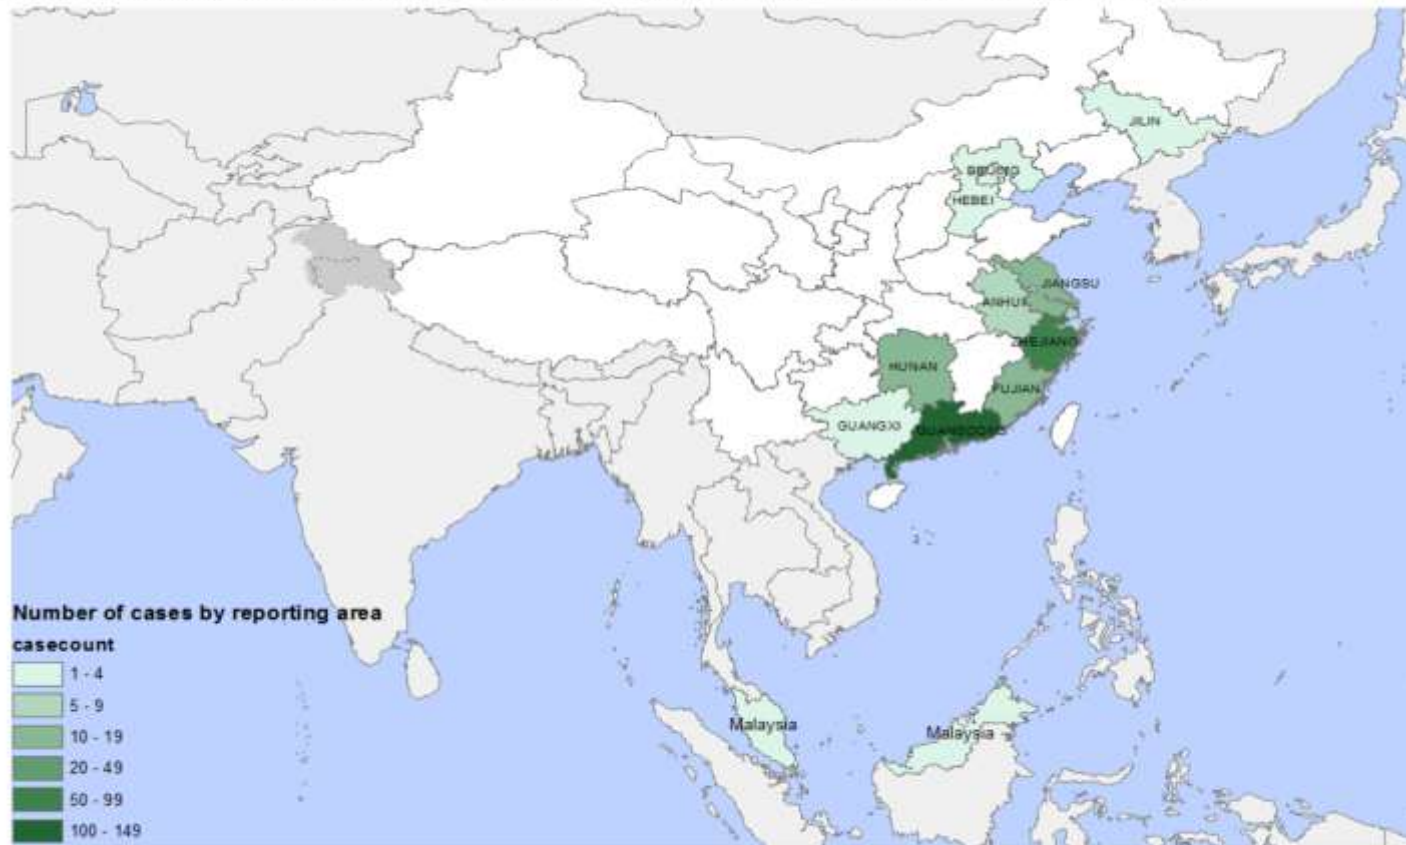 JILIN
BEIJING
HEBEI
JIANGSU
ANHUI
ZHEJIANG
HUNAN
FUJIAN
GUANGXI
GUANGDONG
Number of cases by reporting area
casecount
1 - 4
5 - 9
10 - 19
20 - 49
50 - 99
100 - 149
Malaysia
Malaysia